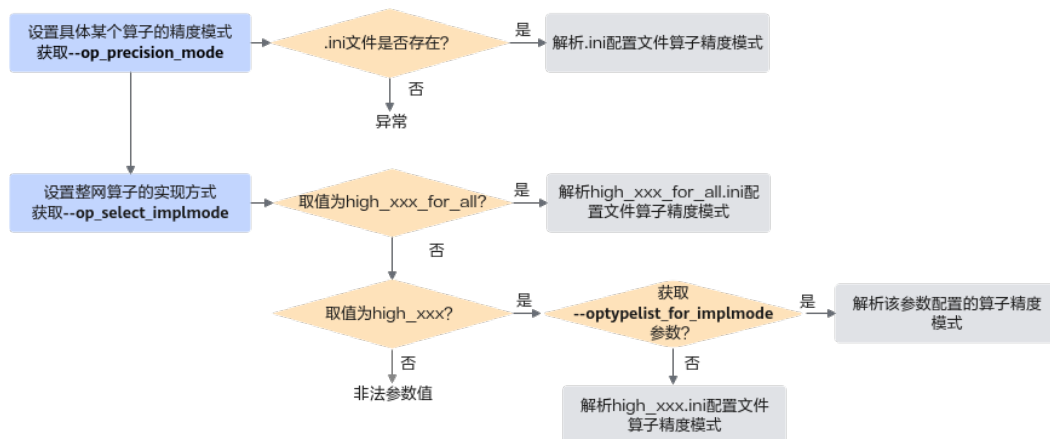 设置具体某个算子的精度模式
获取--op_precision_mode
.ini文件是否存在?
是
解析.ini配置文件算子精度模式
否
异常
设置整网算子的实现方式
获取--op_select_implmode
取值为high_xxx_for_all?
是
解析high_xxx_for_all.ini配
置文件算子精度模式
否
取值为high_xxx?
是
获取
--optypelist_for_implmode
参数?
是
解析该参数配置的算子精度
模式
否
非法参数值
否
解析high_xxx.ini配置文件
算子精度模式